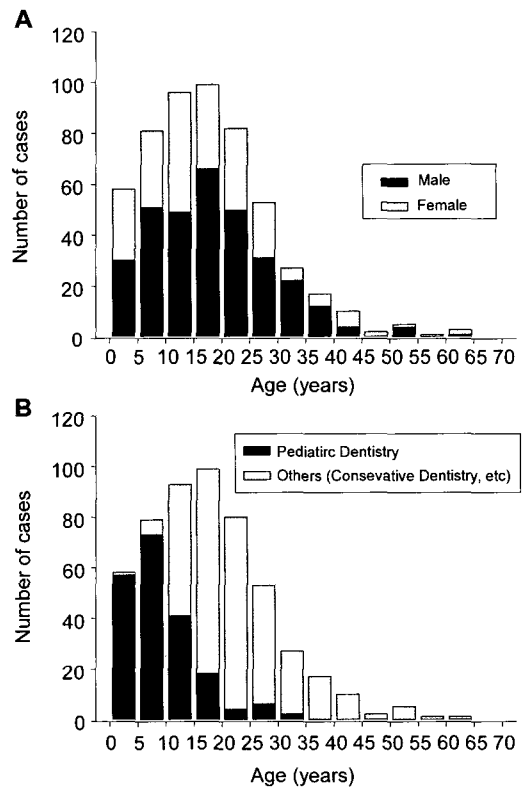 A
120
100
80
60
40
20
0
Number of cases
Male
Female
0 5 10 15 20 25 30 35 40 45 50 55 65 70
Age (years)
B
120
100
80
60
40
20
0
Number of cases
Pediatirc Dentistry
Others (Consevative Dentistry, etc)
0 5 10 15 20 25 30 35 40 45 50 55 65 70
Age (years)